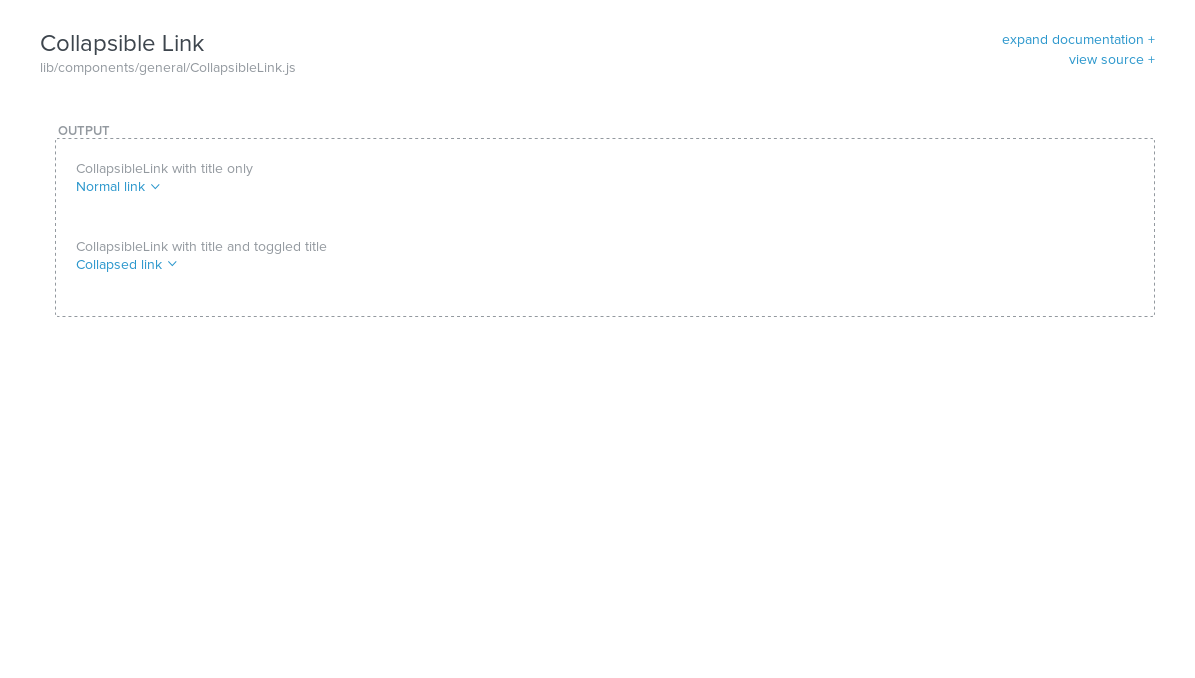 Collapsible Link
lib/components/general/CollapsibleLink.js
expand documentation +
view source +
OUTPUT
CollapsibleLink with title only
Normal link
CollapsibleLink with title and toggled title
Collapsed link